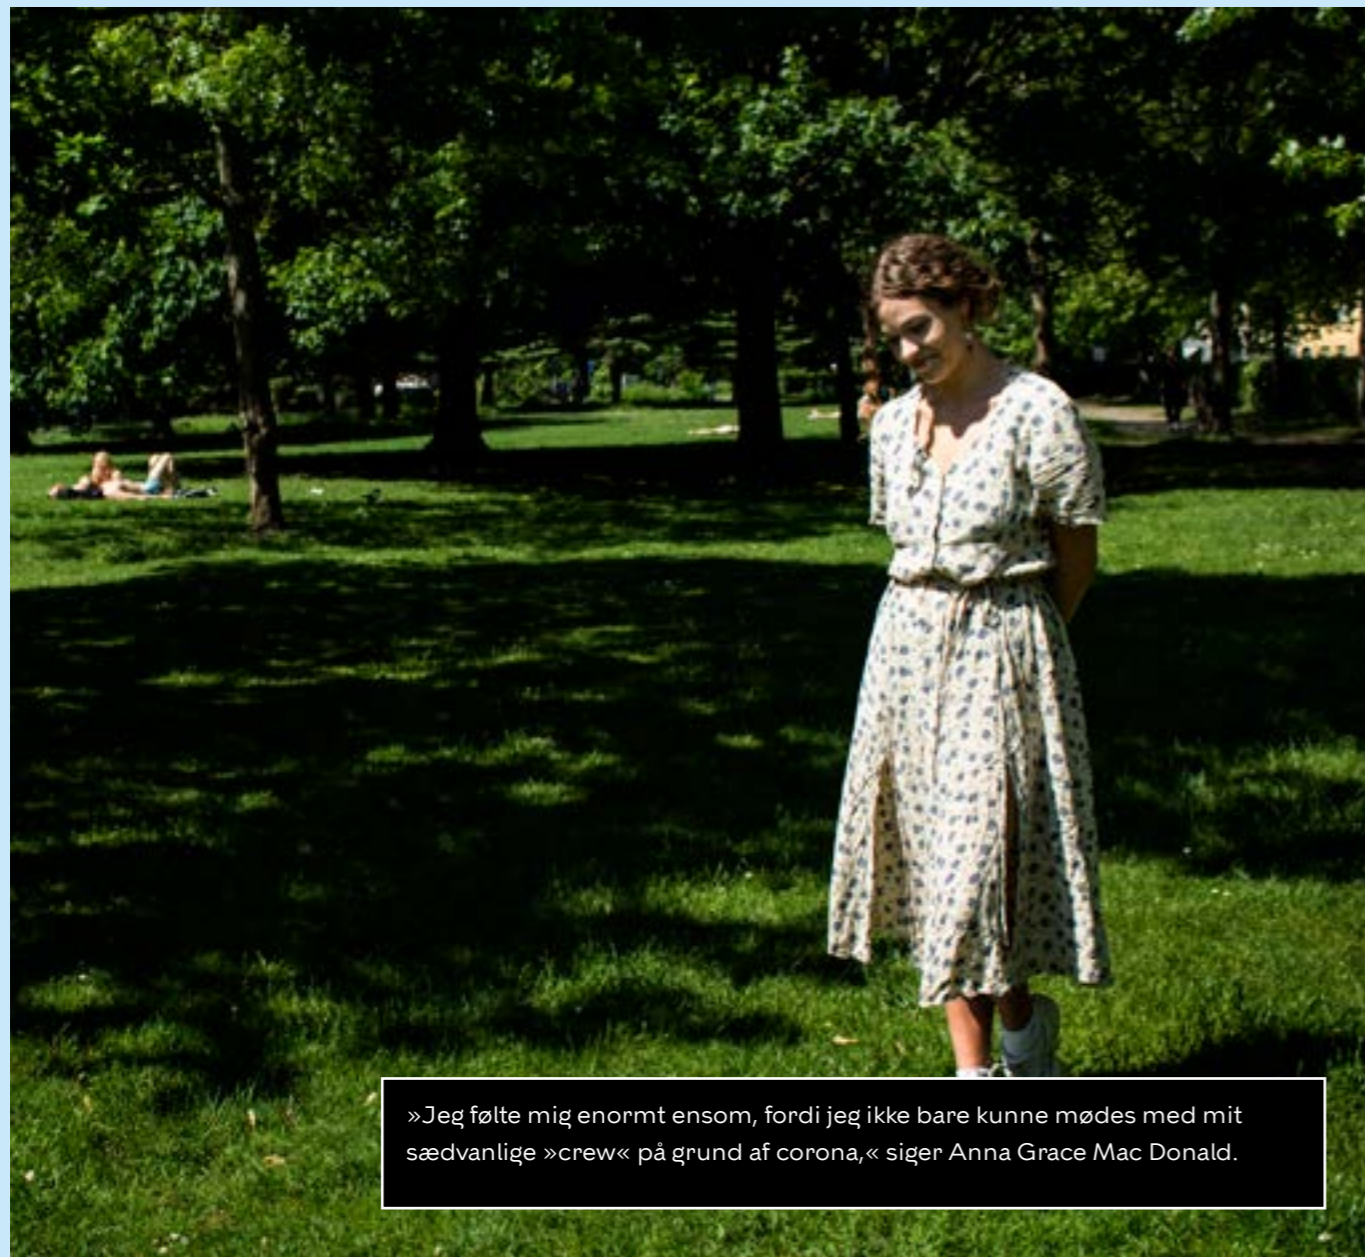 »Jeg følte mig enormt ensom, fordi jeg ikke bare kunne mødes med mit
sædvanlige »crew« på grund af corona,« siger Anna Grace Mac Donald.